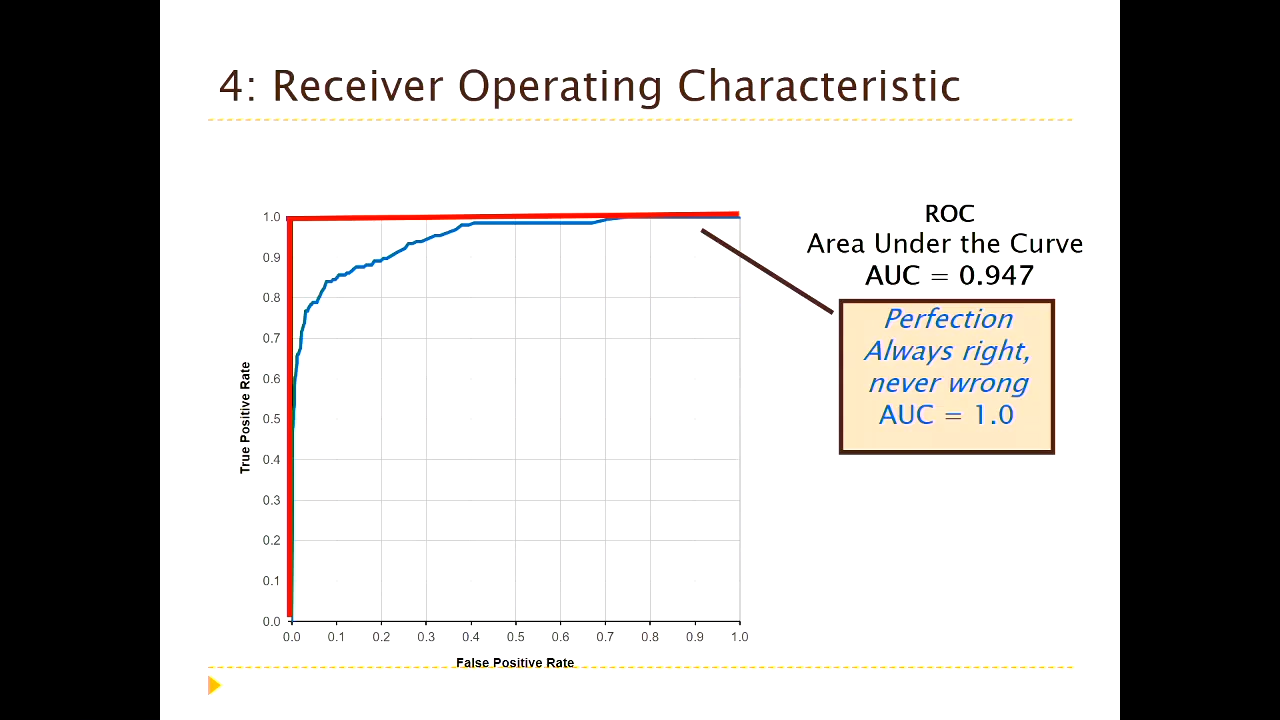 4: Receiver Operating Characteristic
ROC
Area Under the Curve
AUC = 0.947
Perfection
Always right,
never wrong
AUC = 1.0
True Positive Rate
1.0
0.9
0.8
0.7
0.6
0.5
0.4
0.3
0.2
0.1
0.0
0.0 0.1 0.2 0.3 0.4 0.5 0.6 0.7 0.8 0.9 1.0
False Positive Rate